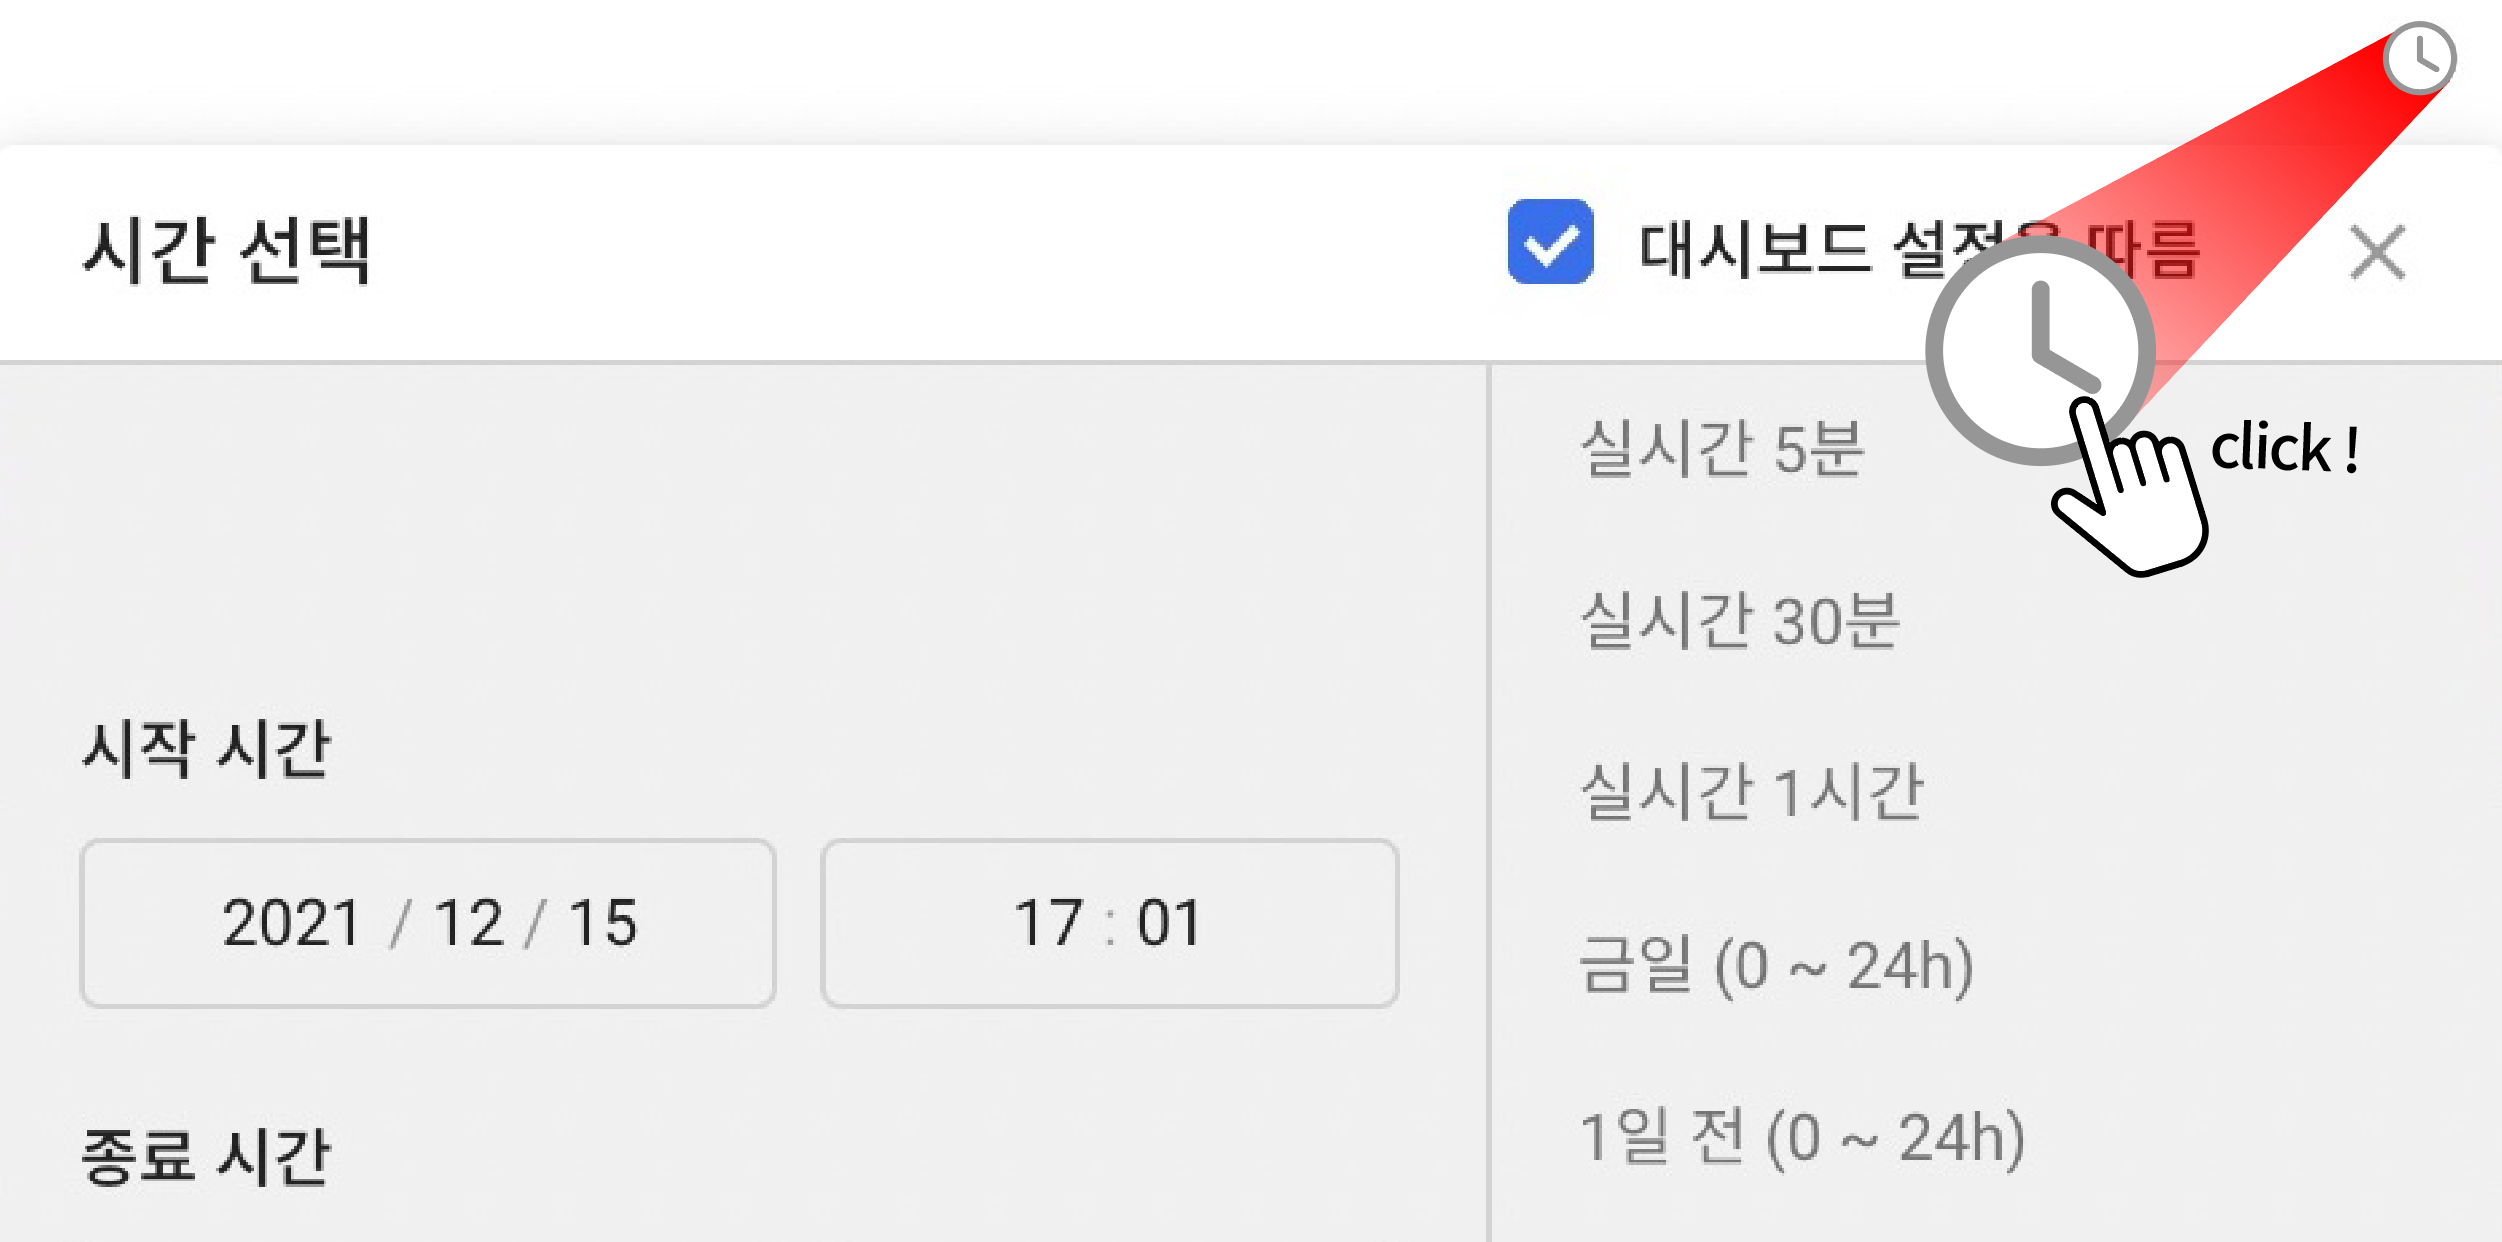 시간 선택
대시보드 설정을 따름
click!
실시간 5분
실시간 30분
실시간 1시간
금일 (0 ~ 24h)
1일 전 (0 ~ 24h)
시작 시간
2021 / 12 / 15
17 : 01
종료 시간